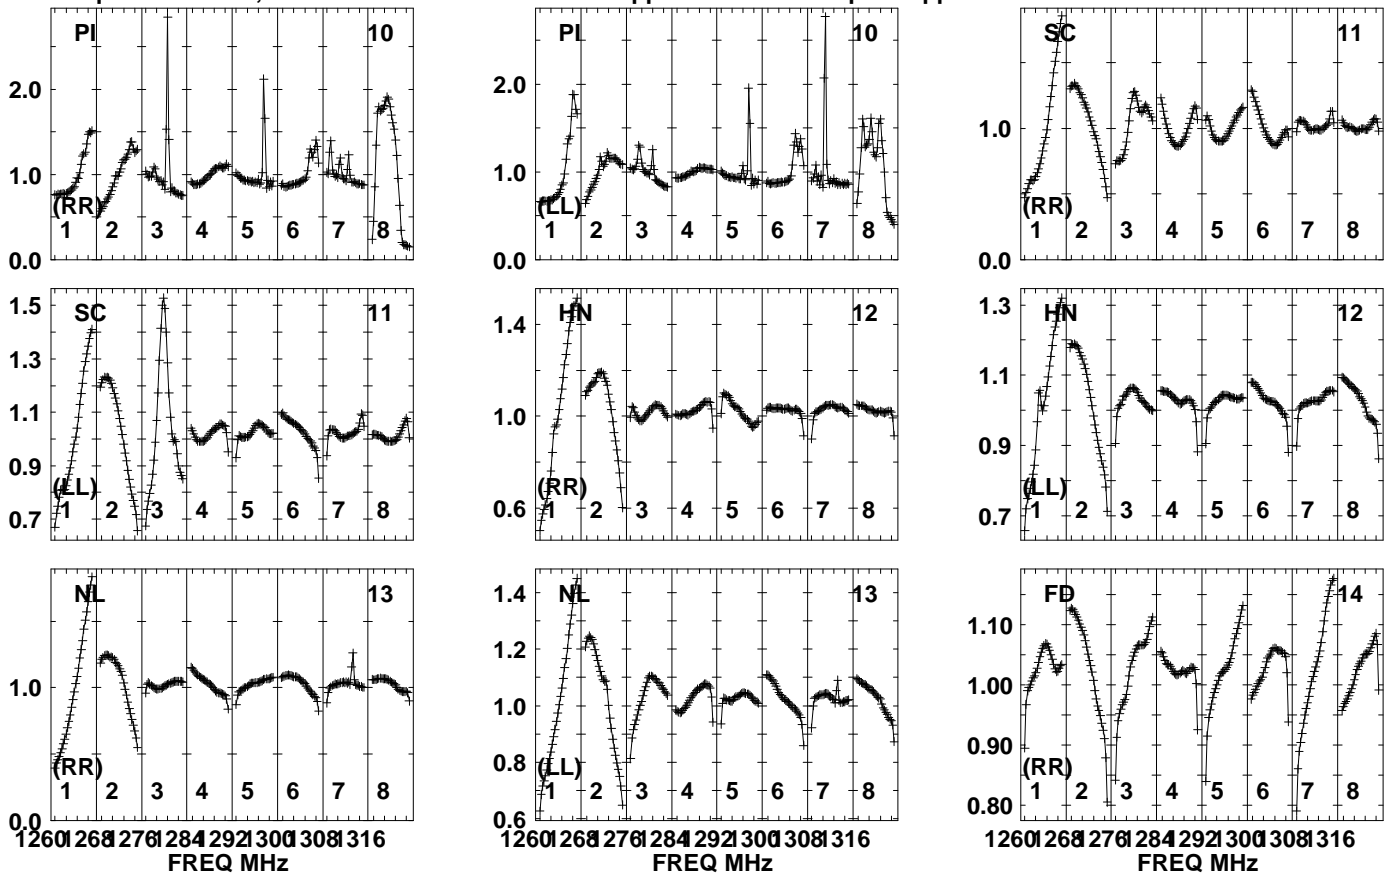 PI 10
2.0
1.0
0.0
(RR)
1 2 3 4 5 6 7 8
PI 10
2.0
1.0
0.0
(LL)
1 2 3 4 5 6 7 8
SC 11
1.0
0.0
(RR)
1 2 3 4 5 6 7 8
SC 11
1.5
1.3
1.1
0.9
0.7
(LL)
1 2 3 4 5 6 7 8
HN 12
1.4
1.0
0.6
(RR)
1 2 3 4 5 6 7 8
HN 12
1.3
1.1
0.9
0.7
(LL)
1 2 3 4 5 6 7 8
NL 13
1.0
0.0
(RR)
1 2 3 4 5 6 7 8
1260 1268 1276 1284 1292 1300 1308 1316
FREQ MHz
NL 13
1.4
1.2
1.0
0.8
0.6
(LL)
1 2 3 4 5 6 7 8
1260 1268 1276 1284 1292 1300 1308 1316
FREQ MHz
FD 14
1.10
1.00
0.90
0.80
(RR)
1 2 3 4 5 6 7 8
1260 1268 1276 1284 1292 1300 1308 1316
FREQ MHz